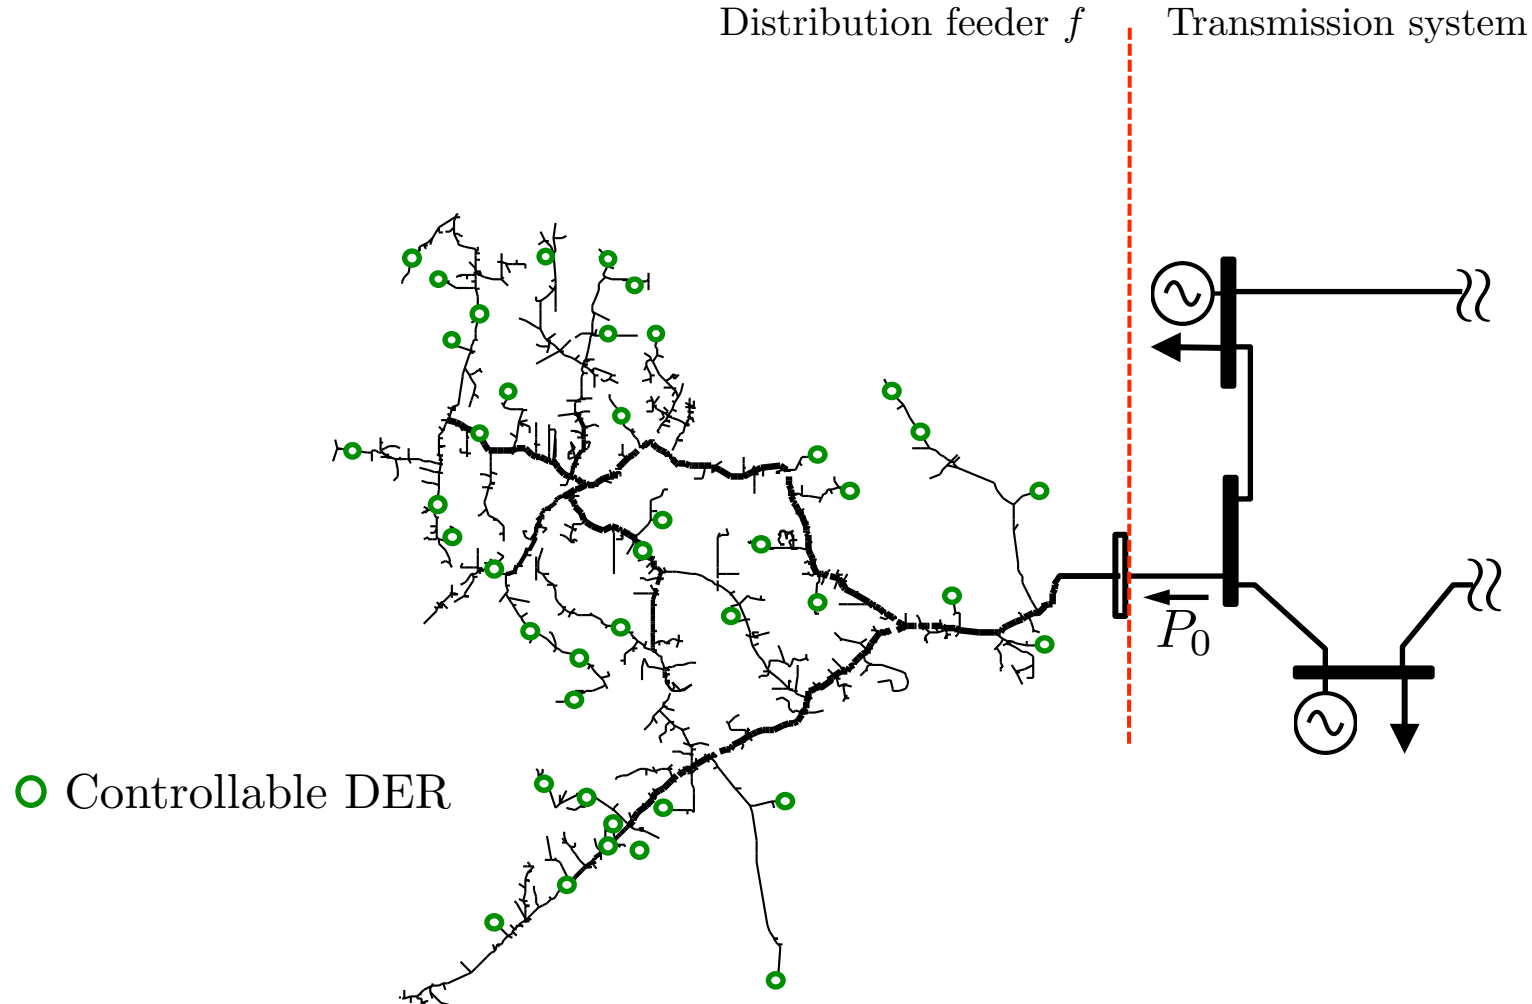 Distribution feeder f
Transmission system
P₀
Controllable DER